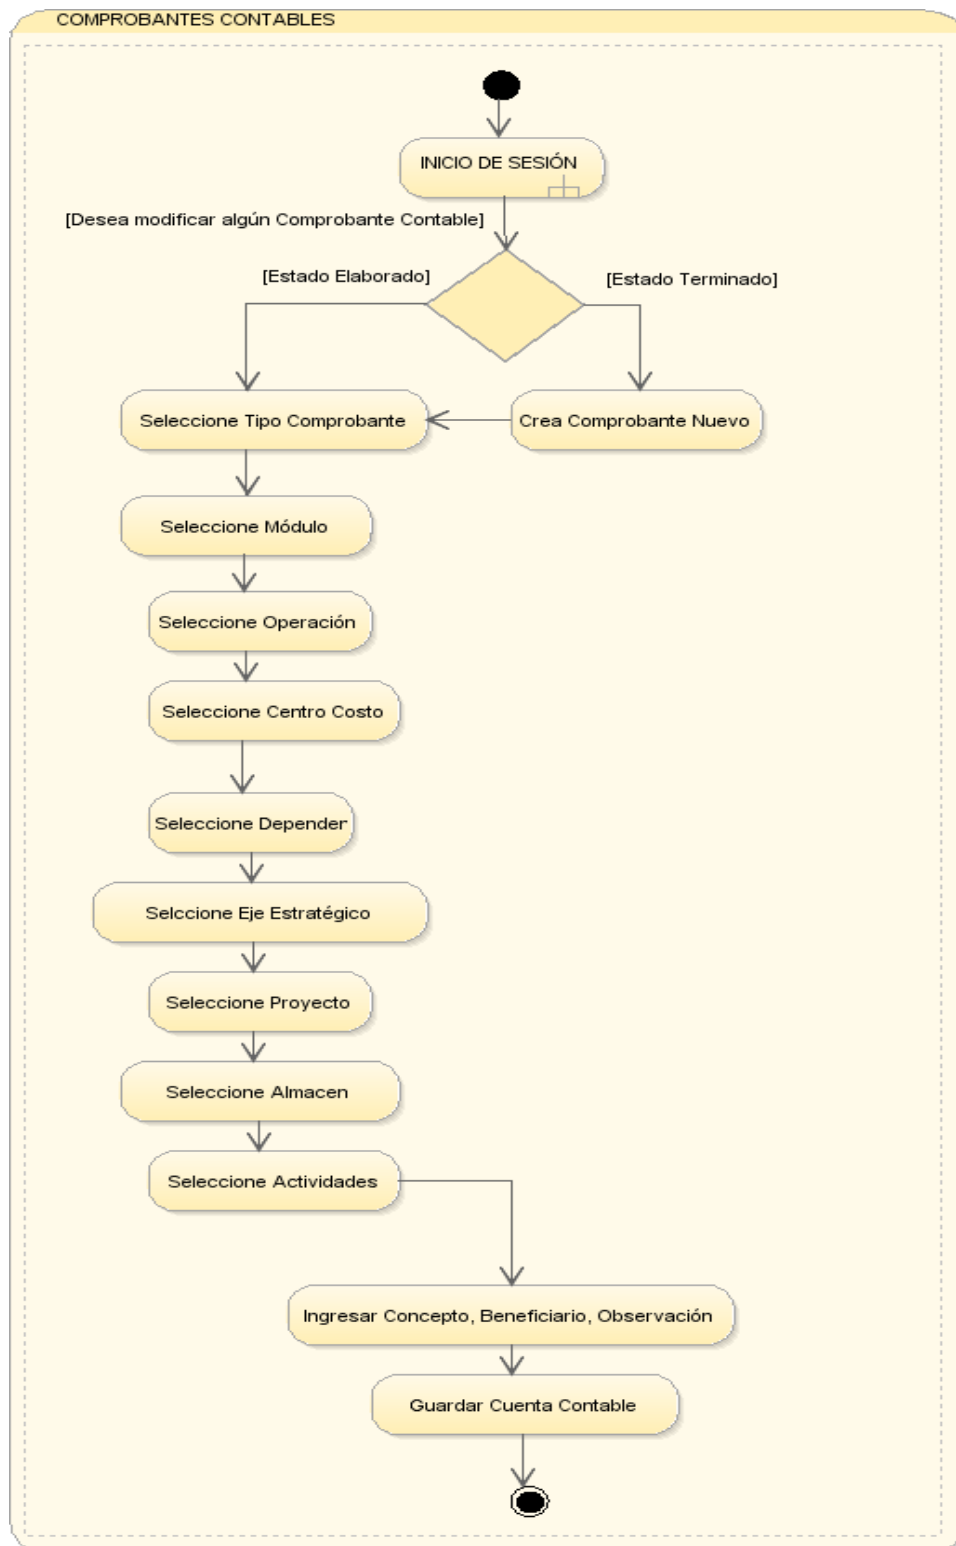 COMPROBANTES CONTABLES
INICIO DE SESIÓN
[Desea modificar algún Comprobante Contable]
[Estado Elaborado]
[Estado Terminado]
Seleccione Tipo Comprobante
Crea Comprobante Nuevo
Seleccione Módulo
Seleccione Operación
Seleccione Centro Costo
Seleccione Depender
Selccione Eje Estratégico
Seleccione Proyecto
Seleccione Almacen
Seleccione Actividades
Ingresar Concepto, Beneficiario, Observación
Guardar Cuenta Contable